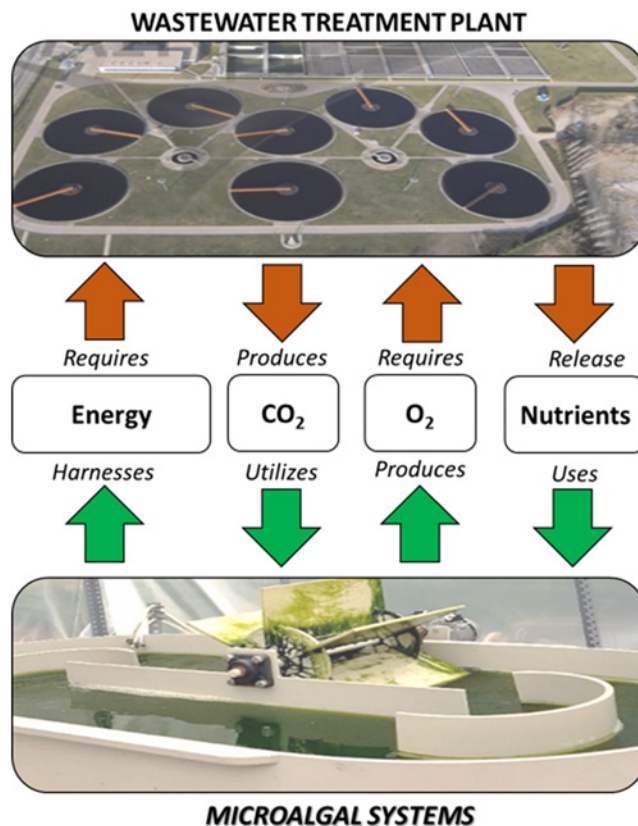 WASTEWATER TREATMENT PLANT
Requires Produces Requires Release
Energy CO₂ O₂ Nutrients
Harnesses Utilizes Produces Uses
MICROALGAL SYSTEMS